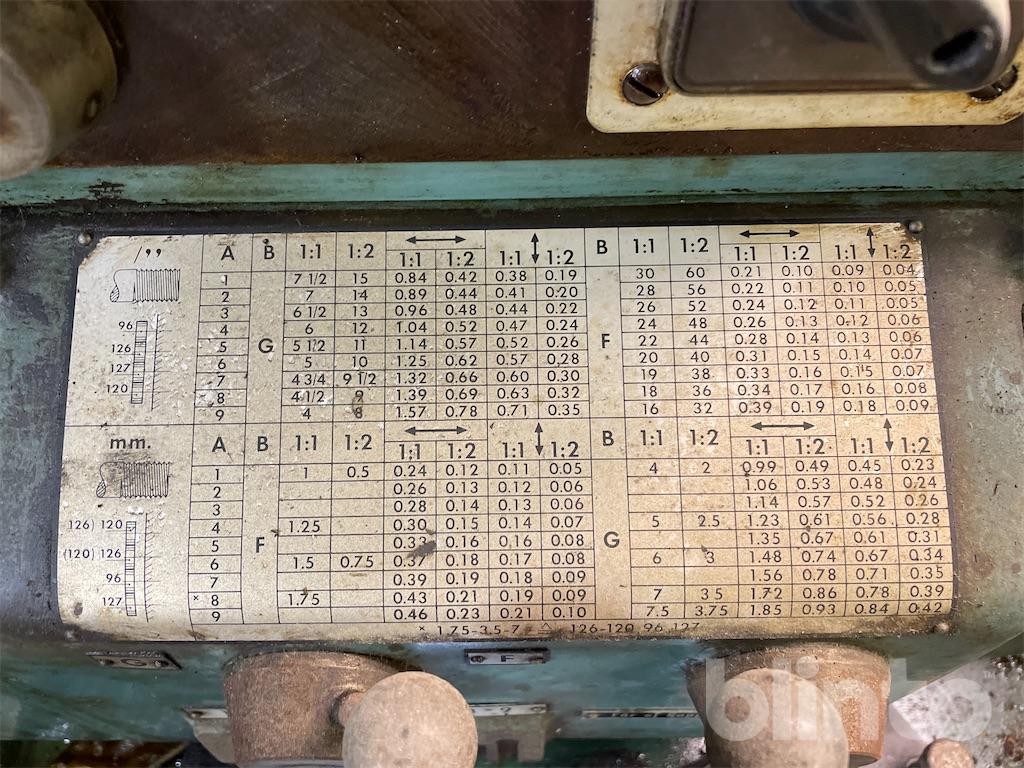 /” A B 1:1 1:2 1:1 1:2 1:1 1:2 B 1:1 1:2 1:1 1:2 1:1 1:2
1 7 1/2 15 0.84 0.42 0.38 0.19 30 60 0.21 0.10 0.09 0.04
2 7 14 0.89 0.44 0.41 0.20 28 56 0.22 0.11 0.10 0.05
3 6 1/2 13 0.96 0.48 0.44 0.22 26 52 0.24 0.12 0.11 0.05
96 4 6 12 1.04 0.52 0.47 0.24 24 48 0.26 0.13 0.12 0.06
126 5 G 5 1/2 11 1.14 0.57 0.52 0.26 F 22 44 0.28 0.14 0.13 0.06
127 6 5 10 1.25 0.62 0.57 0.28 20 40 0.31 0.15 0.14 0.07
120 7 4 3/4 9 1/2 1.32 0.66 0.60 0.30 19 38 0.33 0.16 0.15 0.07
8 4 1/2 9 1.39 0.69 0.63 0.32 18 36 0.34 0.17 0.16 0.08
9 4 8 1.57 0.78 0.71 0.35 16 32 0.39 0.19 0.18 0.09
mm. A B 1:1 1:2 1:1 1:2 1:1 1:2 B 1:1 1:2 1:1 1:2 1:1 1:2
1 1 0.5 0.24 0.12 0.11 0.05 4 2 0.99 0.49 0.45 0.23
2 0.26 0.13 0.12 0.06 1.06 0.53 0.48 0.24
3 0.28 0.14 0.13 0.06 1.14 0.57 0.52 0.26
126) 120 4 1.25 0.30 0.15 0.14 0.07 5 2.5 1.23 0.61 0.56 0.28
(120) 126 5 F 0.33 0.16 0.16 0.08 G 1.35 0.67 0.61 0.31
96 6 1.5 0.75 0.37 0.18 0.17 0.08 6 3 1.48 0.74 0.67 0.34
127 7 0.39 0.19 0.18 0.09 1.56 0.78 0.71 0.35
× 8 1.75 0.43 0.21 0.19 0.09 7 3.5 1.72 0.86 0.78 0.39
9 0.46 0.23 0.21 0.10 7.5 3.75 1.85 0.93 0.84 0.42
× 1.75-3.5-7 △ 126-120 96 127
G F
blinto™